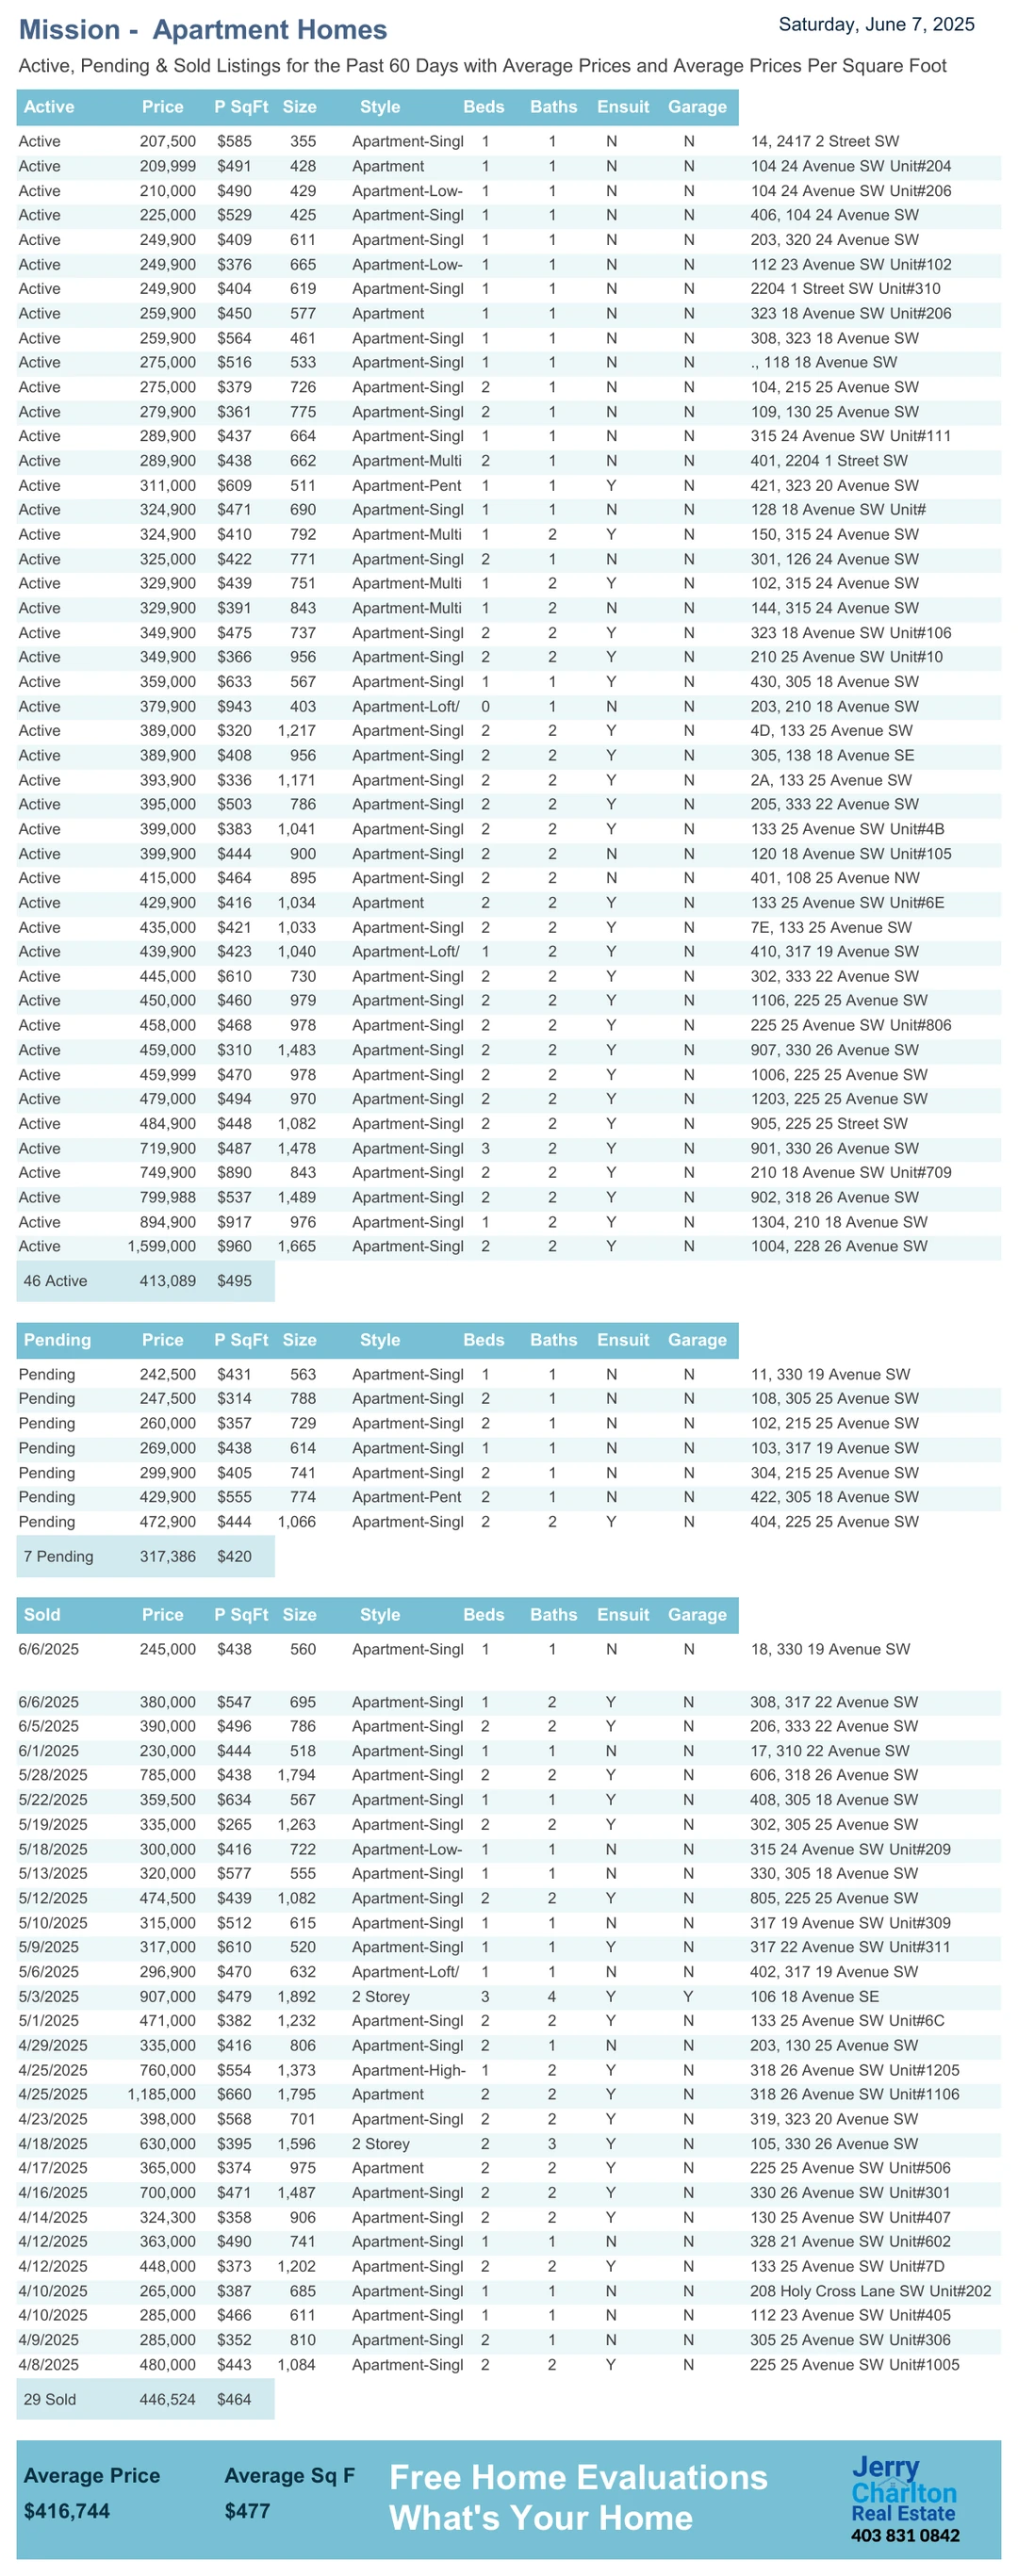 Mission -  Apartment Homes
Saturday, June 7, 2025
Active, Pending & Sold Listings for the Past 60 Days with Average Prices and Average Prices Per Square Foot
Active Price P SqFt Size Style Beds Baths Ensuit Garage
Active 207,500 $585 355 Apartment-Singl 1 1 N N 14, 2417 2 Street SW
Active 209,999 $491 428 Apartment 1 1 N N 104 24 Avenue SW Unit#204
Active 210,000 $490 429 Apartment-Low- 1 1 N N 104 24 Avenue SW Unit#206
Active 225,000 $529 425 Apartment-Singl 1 1 N N 406, 104 24 Avenue SW
Active 249,900 $409 611 Apartment-Singl 1 1 N N 203, 320 24 Avenue SW
Active 249,900 $376 665 Apartment-Low- 1 1 N N 112 23 Avenue SW Unit#102
Active 249,900 $404 619 Apartment-Singl 1 1 N N 2204 1 Street SW Unit#310
Active 259,900 $450 577 Apartment 1 1 N N 323 18 Avenue SW Unit#206
Active 259,900 $564 461 Apartment-Singl 1 1 N N 308, 323 18 Avenue SW
Active 275,000 $516 533 Apartment-Singl 1 1 N N ., 118 18 Avenue SW
Active 275,000 $379 726 Apartment-Singl 2 1 N N 104, 215 25 Avenue SW
Active 279,900 $361 775 Apartment-Singl 2 1 N N 109, 130 25 Avenue SW
Active 289,900 $437 664 Apartment-Singl 1 1 N N 315 24 Avenue SW Unit#111
Active 289,900 $438 662 Apartment-Multi 2 1 N N 401, 2204 1 Street SW
Active 311,000 $609 511 Apartment-Pent 1 1 Y N 421, 323 20 Avenue SW
Active 324,900 $471 690 Apartment-Singl 1 1 N N 128 18 Avenue SW Unit#
Active 324,900 $410 792 Apartment-Multi 1 2 Y N 150, 315 24 Avenue SW
Active 325,000 $422 771 Apartment-Singl 2 1 N N 301, 126 24 Avenue SW
Active 329,900 $439 751 Apartment-Multi 1 2 Y N 102, 315 24 Avenue SW
Active 329,900 $391 843 Apartment-Multi 1 2 N N 144, 315 24 Avenue SW
Active 349,900 $475 737 Apartment-Singl 2 2 Y N 323 18 Avenue SW Unit#106
Active 349,900 $366 956 Apartment-Singl 2 2 Y N 210 25 Avenue SW Unit#10
Active 359,000 $633 567 Apartment-Singl 1 1 Y N 430, 305 18 Avenue SW
Active 379,900 $943 403 Apartment-Loft/ 0 1 N N 203, 210 18 Avenue SW
Active 389,000 $320 1,217 Apartment-Singl 2 2 Y N 4D, 133 25 Avenue SW
Active 389,900 $408 956 Apartment-Singl 2 2 Y N 305, 138 18 Avenue SE
Active 393,900 $336 1,171 Apartment-Singl 2 2 Y N 2A, 133 25 Avenue SW
Active 395,000 $503 786 Apartment-Singl 2 2 Y N 205, 333 22 Avenue SW
Active 399,000 $383 1,041 Apartment-Singl 2 2 Y N 133 25 Avenue SW Unit#4B
Active 399,900 $444 900 Apartment-Singl 2 2 N N 120 18 Avenue SW Unit#105
Active 415,000 $464 895 Apartment-Singl 2 2 N N 401, 108 25 Avenue NW
Active 429,900 $416 1,034 Apartment 2 2 Y N 133 25 Avenue SW Unit#6E
Active 435,000 $421 1,033 Apartment-Singl 2 2 Y N 7E, 133 25 Avenue SW
Active 439,900 $423 1,040 Apartment-Loft/ 1 2 Y N 410, 317 19 Avenue SW
Active 445,000 $610 730 Apartment-Singl 2 2 Y N 302, 333 22 Avenue SW
Active 450,000 $460 979 Apartment-Singl 2 2 Y N 1106, 225 25 Avenue SW
Active 458,000 $468 978 Apartment-Singl 2 2 Y N 225 25 Avenue SW Unit#806
Active 459,000 $310 1,483 Apartment-Singl 2 2 Y N 907, 330 26 Avenue SW
Active 459,999 $470 978 Apartment-Singl 2 2 Y N 1006, 225 25 Avenue SW
Active 479,000 $494 970 Apartment-Singl 2 2 Y N 1203, 225 25 Avenue SW
Active 484,900 $448 1,082 Apartment-Singl 2 2 Y N 905, 225 25 Street SW
Active 719,900 $487 1,478 Apartment-Singl 3 2 Y N 901, 330 26 Avenue SW
Active 749,900 $890 843 Apartment-Singl 2 2 Y N 210 18 Avenue SW Unit#709
Active 799,988 $537 1,489 Apartment-Singl 2 2 Y N 902, 318 26 Avenue SW
Active 894,900 $917 976 Apartment-Singl 1 2 Y N 1304, 210 18 Avenue SW
Active 1,599,000 $960 1,665 Apartment-Singl 2 2 Y N 1004, 228 26 Avenue SW
46 Active 413,089 $495
Pending Price P SqFt Size Style Beds Baths Ensuit Garage
Pending 242,500 $431 563 Apartment-Singl 1 1 N N 11, 330 19 Avenue SW
Pending 247,500 $314 788 Apartment-Singl 2 1 N N 108, 305 25 Avenue SW
Pending 260,000 $357 729 Apartment-Singl 2 1 N N 102, 215 25 Avenue SW
Pending 269,000 $438 614 Apartment-Singl 1 1 N N 103, 317 19 Avenue SW
Pending 299,900 $405 741 Apartment-Singl 2 1 N N 304, 215 25 Avenue SW
Pending 429,900 $555 774 Apartment-Pent 2 1 N N 422, 305 18 Avenue SW
Pending 472,900 $444 1,066 Apartment-Singl 2 2 Y N 404, 225 25 Avenue SW
7 Pending 317,386 $420
Sold Price P SqFt Size Style Beds Baths Ensuit Garage
6/6/2025 245,000 $438 560 Apartment-Singl 1 1 N N 18, 330 19 Avenue SW
6/6/2025 380,000 $547 695 Apartment-Singl 1 2 Y N 308, 317 22 Avenue SW
6/5/2025 390,000 $496 786 Apartment-Singl 2 2 Y N 206, 333 22 Avenue SW
6/1/2025 230,000 $444 518 Apartment-Singl 1 1 N N 17, 310 22 Avenue SW
5/28/2025 785,000 $438 1,794 Apartment-Singl 2 2 Y N 606, 318 26 Avenue SW
5/22/2025 359,500 $634 567 Apartment-Singl 1 1 Y N 408, 305 18 Avenue SW
5/19/2025 335,000 $265 1,263 Apartment-Singl 2 2 Y N 302, 305 25 Avenue SW
5/18/2025 300,000 $416 722 Apartment-Low- 1 1 N N 315 24 Avenue SW Unit#209
5/13/2025 320,000 $577 555 Apartment-Singl 1 1 N N 330, 305 18 Avenue SW
5/12/2025 474,500 $439 1,082 Apartment-Singl 2 2 Y N 805, 225 25 Avenue SW
5/10/2025 315,000 $512 615 Apartment-Singl 1 1 N N 317 19 Avenue SW Unit#309
5/9/2025 317,000 $610 520 Apartment-Singl 1 1 Y N 317 22 Avenue SW Unit#311
5/6/2025 296,900 $470 632 Apartment-Loft/ 1 1 N N 402, 317 19 Avenue SW
5/3/2025 907,000 $479 1,892 2 Storey 3 4 Y Y 106 18 Avenue SE
5/1/2025 471,000 $382 1,232 Apartment-Singl 2 2 Y N 133 25 Avenue SW Unit#6C
4/29/2025 335,000 $416 806 Apartment-Singl 2 1 N N 203, 130 25 Avenue SW
4/25/2025 760,000 $554 1,373 Apartment-High- 1 2 Y N 318 26 Avenue SW Unit#1205
4/25/2025 1,185,000 $660 1,795 Apartment 2 2 Y N 318 26 Avenue SW Unit#1106
4/23/2025 398,000 $568 701 Apartment-Singl 2 2 Y N 319, 323 20 Avenue SW
4/18/2025 630,000 $395 1,596 2 Storey 2 3 Y N 105, 330 26 Avenue SW
4/17/2025 365,000 $374 975 Apartment 2 2 Y N 225 25 Avenue SW Unit#506
4/16/2025 700,000 $471 1,487 Apartment-Singl 2 2 Y N 330 26 Avenue SW Unit#301
4/14/2025 324,300 $358 906 Apartment-Singl 2 2 Y N 130 25 Avenue SW Unit#407
4/12/2025 363,000 $490 741 Apartment-Singl 1 1 N N 328 21 Avenue SW Unit#602
4/12/2025 448,000 $373 1,202 Apartment-Singl 2 2 Y N 133 25 Avenue SW Unit#7D
4/10/2025 265,000 $387 685 Apartment-Singl 1 1 N N 208 Holy Cross Lane SW Unit#202
4/10/2025 285,000 $466 611 Apartment-Singl 1 1 N N 112 23 Avenue SW Unit#405
4/9/2025 285,000 $352 810 Apartment-Singl 2 1 N N 305 25 Avenue SW Unit#306
4/8/2025 480,000 $443 1,084 Apartment-Singl 2 2 Y N 225 25 Avenue SW Unit#1005
29 Sold 446,524 $464
Average Price Average Sq F
$416,744 $477
Free Home Evaluations
What's Your Home
Jerry
Charlton
Real Estate
403 831 0842